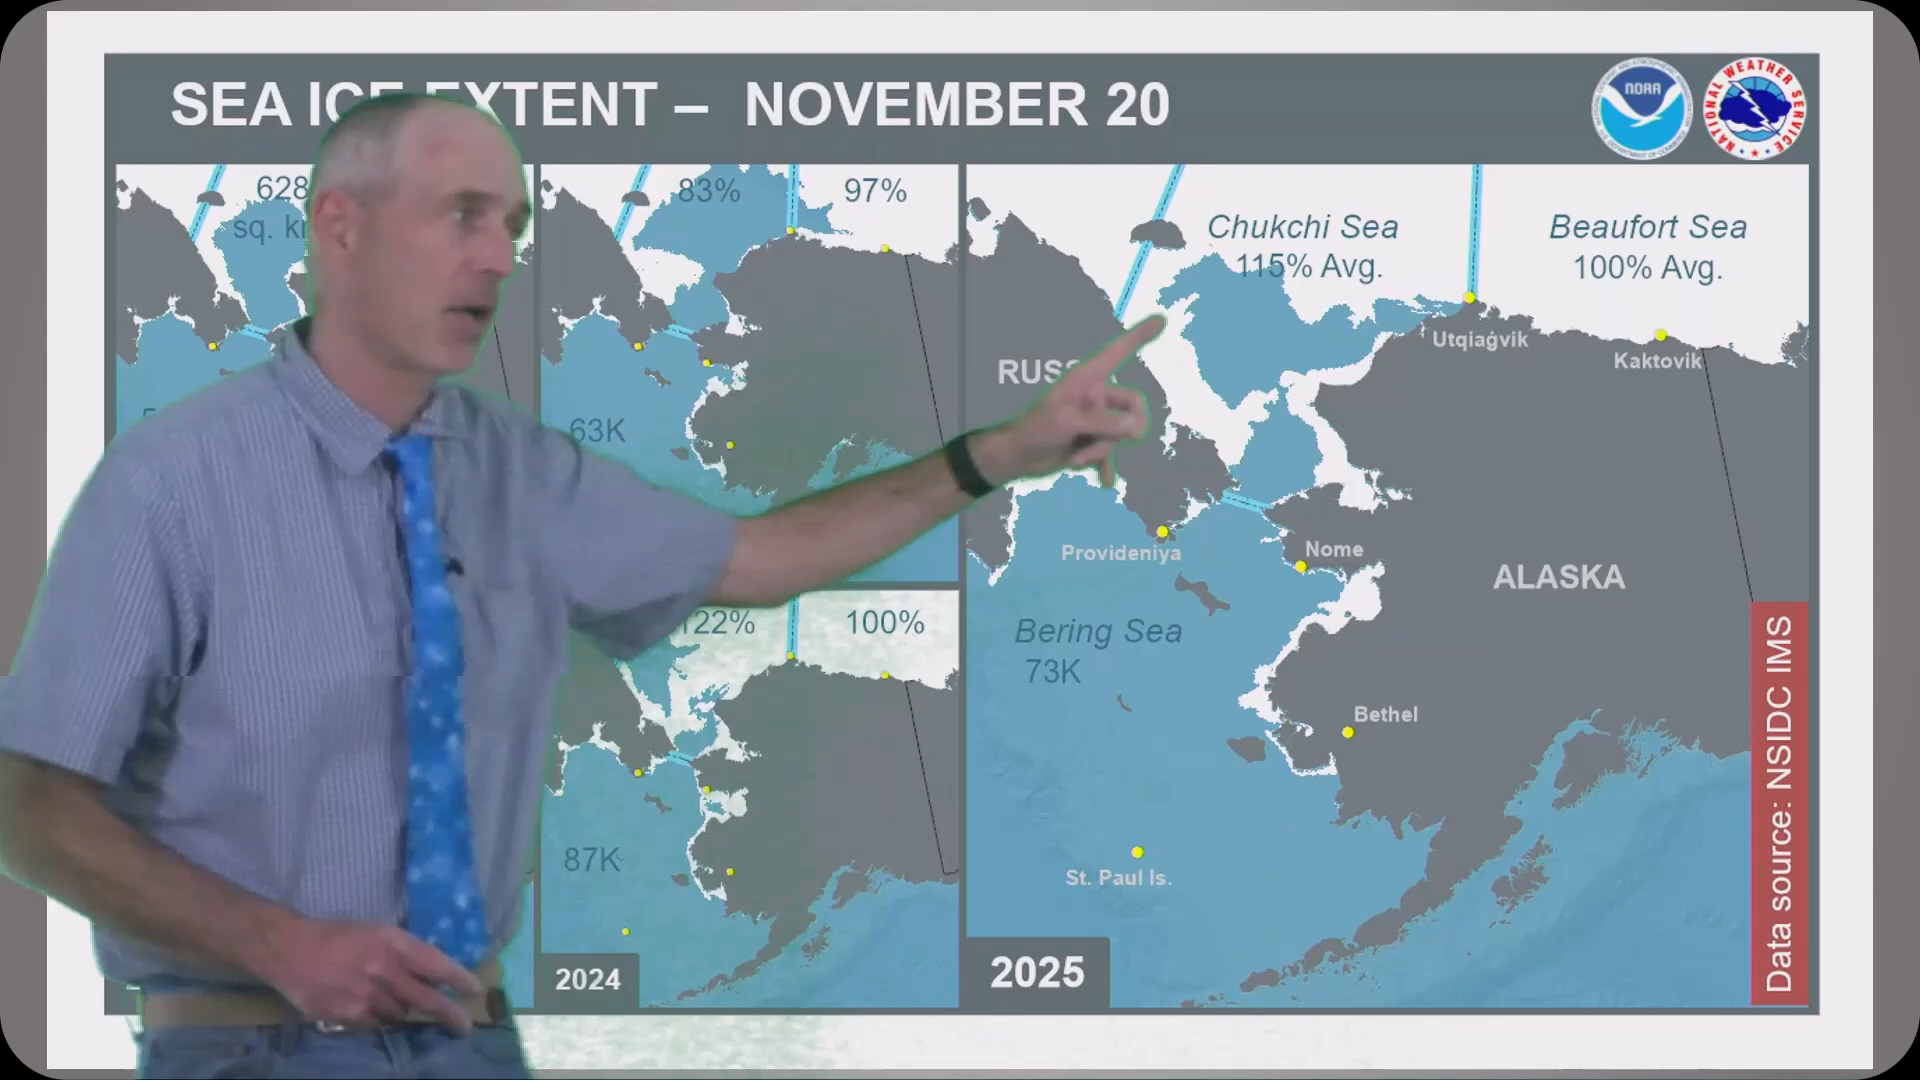 SEA ICE EXTENT – NOVEMBER 20
NOAA
NATIONAL WEATHER SERVICE
628
sq.
83%
97%
63K
122%
100%
87K
2024
Chukchi Sea
115% Avg.
Beaufort Sea
100% Avg.
Utqiaġvik
Kaktovik
RUSS
Provideniya
Nome
ALASKA
Bering Sea
73K
Bethel
St. Paul Is.
2025
Data source: NSIDC IMS